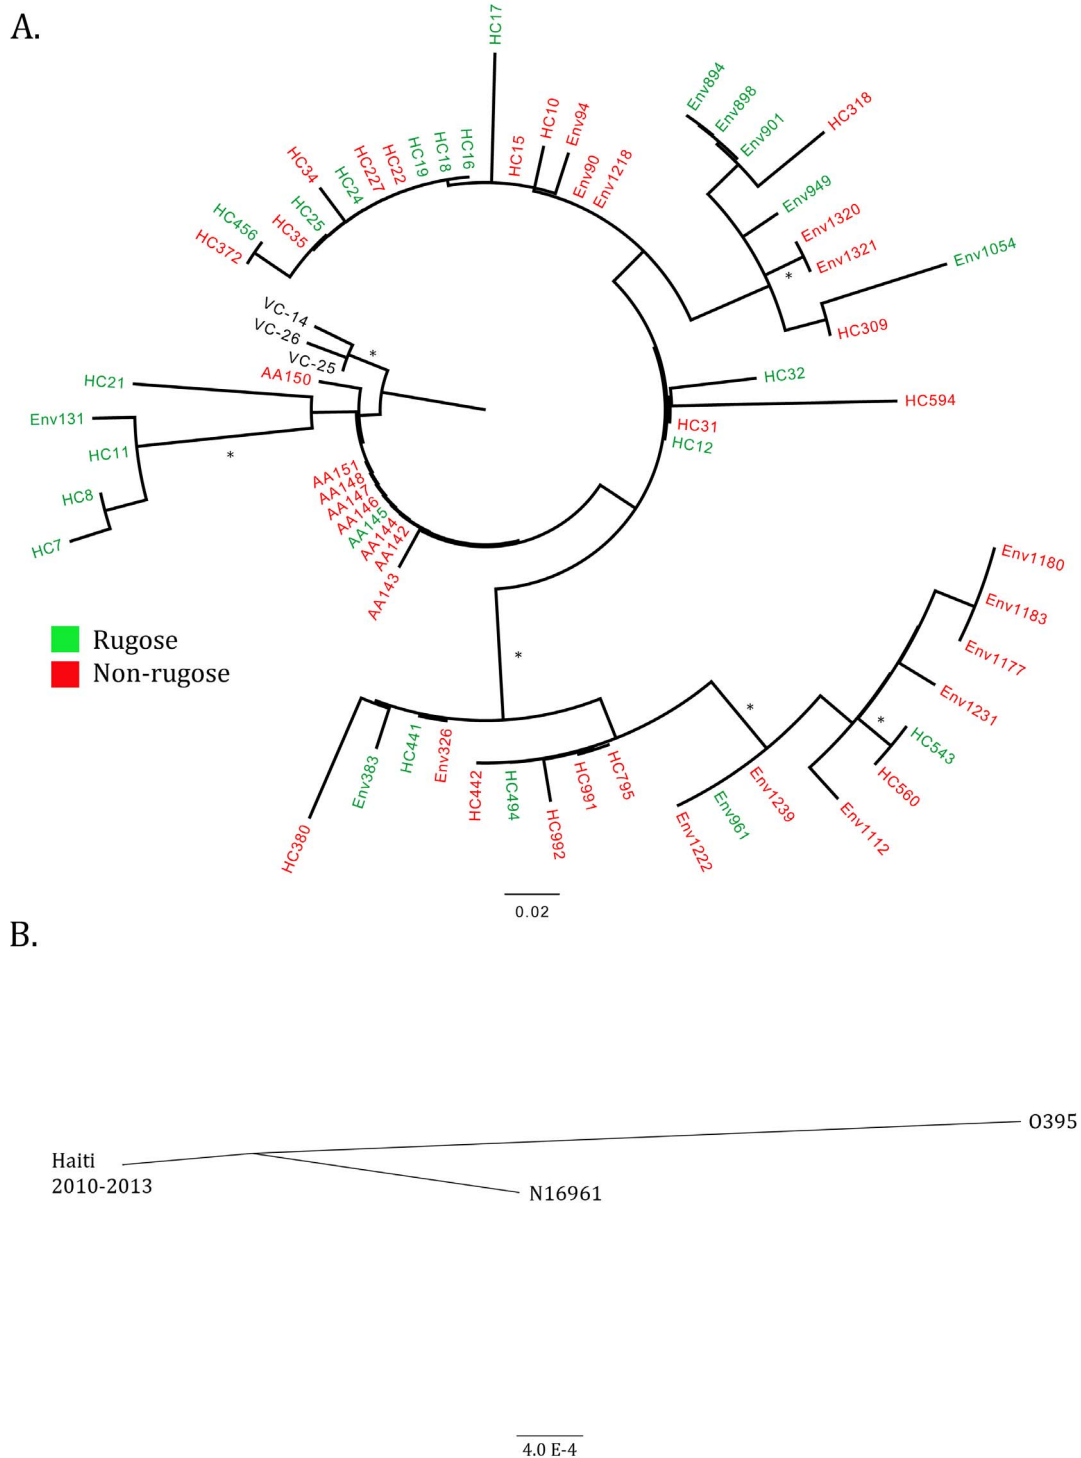 A.
HC17
HC10
Env94
HC15
Env90
Env1218
HC16
HC18
HC19
HC22
HC227
HC24
HC34
HC25
HC35
HC456
HC372
Env894
Env898
Env901
HC318
Env949
Env1320
Env1321
*
Env1054
HC309
VC-14
VC-26
VC-25
*
AA150
HC21
Env131
HC11
*
HC8
HC7
HC32
HC594
HC31
HC12
AA151
AA148
AA147
AA146
AA145
AA144
AA142
AA143
Rugose
Non-rugose
*
Env1180
Env1183
Env1177
Env1231
*
*
HC543
HC560
Env1112
Env1239
Env961
Env1222
HC795
HC991
HC992
HC494
HC442
Env326
HC441
Env383
HC380
0.02
B.
O395
Haiti
2010-2013
N16961
4.0 E-4